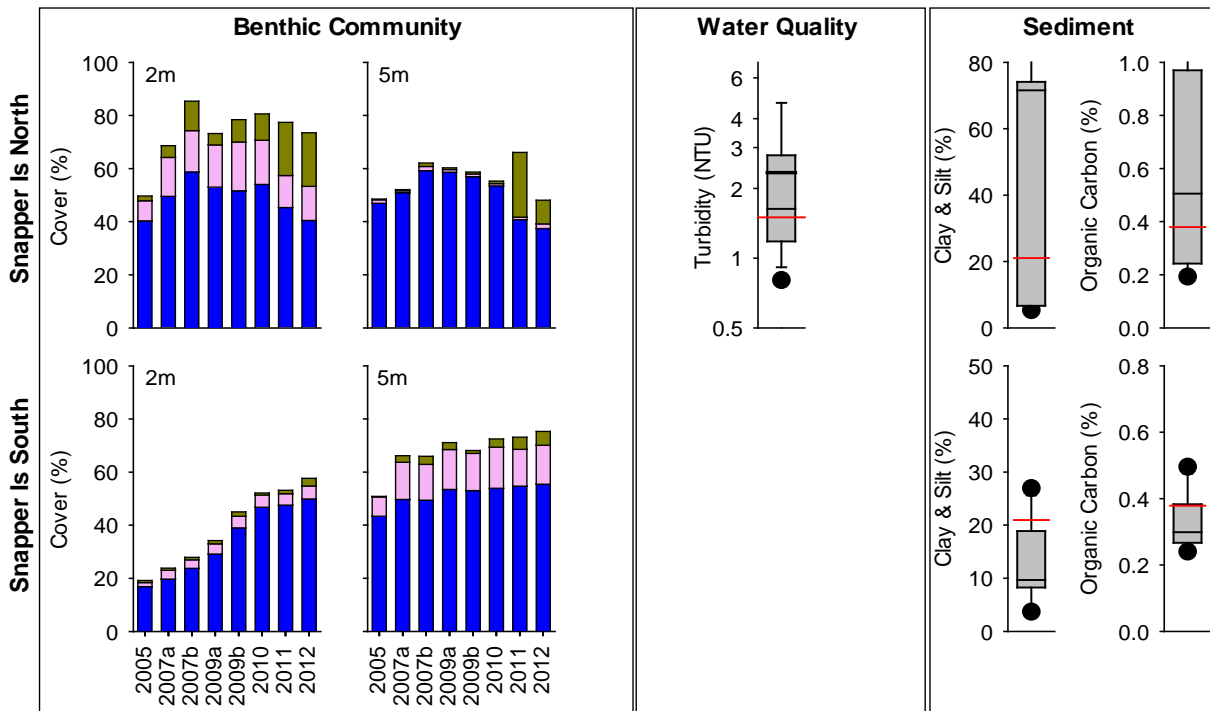 Benthic Community
Water Quality
Sediment
Snapper Is North
Cover (%)
100
80
60
40
20
0
2m
5m
Turbidity (NTU)
6
4
3
2
1
0.5
Clay & Silt (%)
80
60
40
20
0
Organic Carbon (%)
1.0
0.8
0.6
0.4
0.2
0.0
Snapper Is South
Cover (%)
100
80
60
40
20
0
2m
5m
2005
2007a
2007b
2009a
2009b
2010
2011
2012
2005
2007a
2007b
2009a
2009b
2010
2011
2012
Clay & Silt (%)
50
40
30
20
10
0
Organic Carbon (%)
0.8
0.6
0.4
0.2
0.0